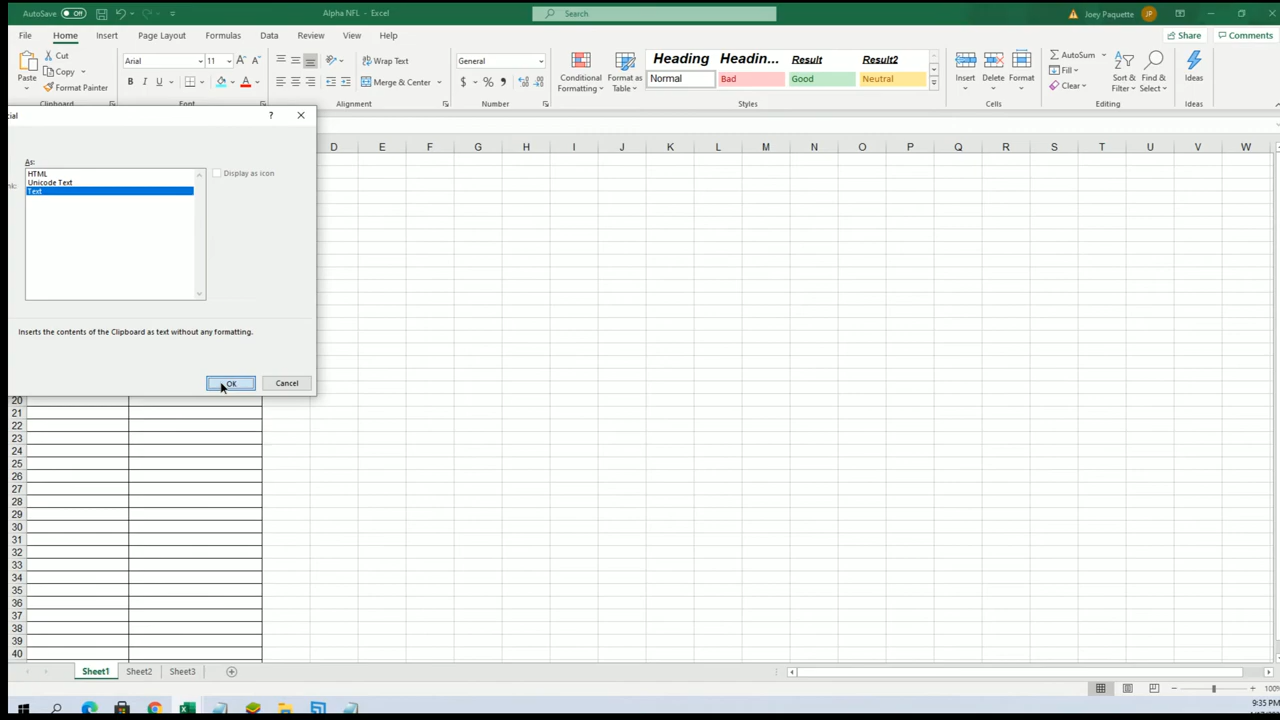 AutoSave Off Alpha NFL - Excel Search Joey Paquette JP
File Home Insert Page Layout Formulas Data Review View Help Share Comments
Cut Arial 11 Wrap Text General Heading Headin... Result Result2 AutoSum
Paste Copy Conditional Format as Insert Delete Format Fill Sort & Find &
Format Painter Merge & Center Formatting Table Normal Bad Good Neutral Clear Filter Select Ideas
Clipboard Font Alignment Number Styles Cells Editing Ideas
cial ? ×
As:
HTML
Unicode Text
Text
Display as icon
Inserts the contents of the Clipboard as text without any formatting.
OK Cancel
D E F G H I J K L M N O P Q R S T U V W
20
21
22
23
24
25
26
27
28
29
30
31
32
33
34
35
36
37
38
39
40
Sheet1 Sheet2 Sheet3
100%
9:35 PM